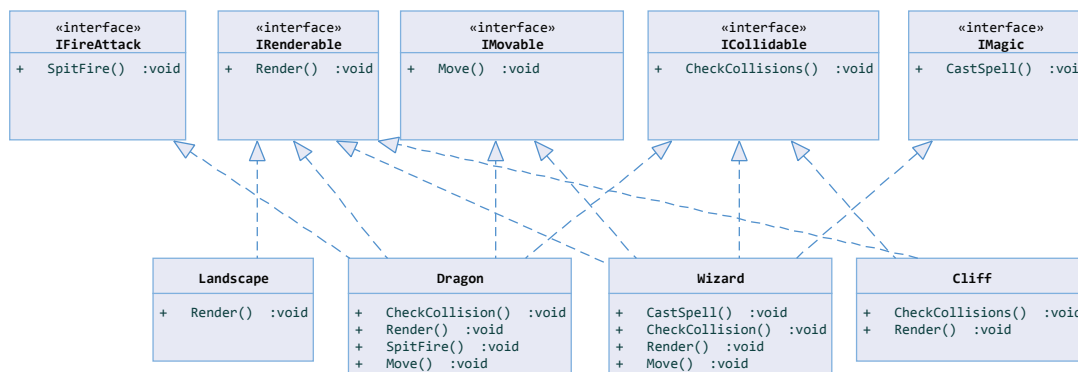 «interface»
IFireAttack
+ SpitFire() :void
«interface»
IRenderable
+ Render() :void
«interface»
IMovable
+ Move() :void
«interface»
ICollidable
+ CheckCollisions() :void
«interface»
IMagic
+ CastSpell() :voi
Landscape
+ Render() :void
Dragon
+ CheckCollision() :void
+ Render() :void
+ SpitFire() :void
+ Move() :void
Wizard
+ CastSpell() :void
+ CheckCollision() :void
+ Render() :void
+ Move() :void
Cliff
+ CheckCollisions() :void
+ Render() :void